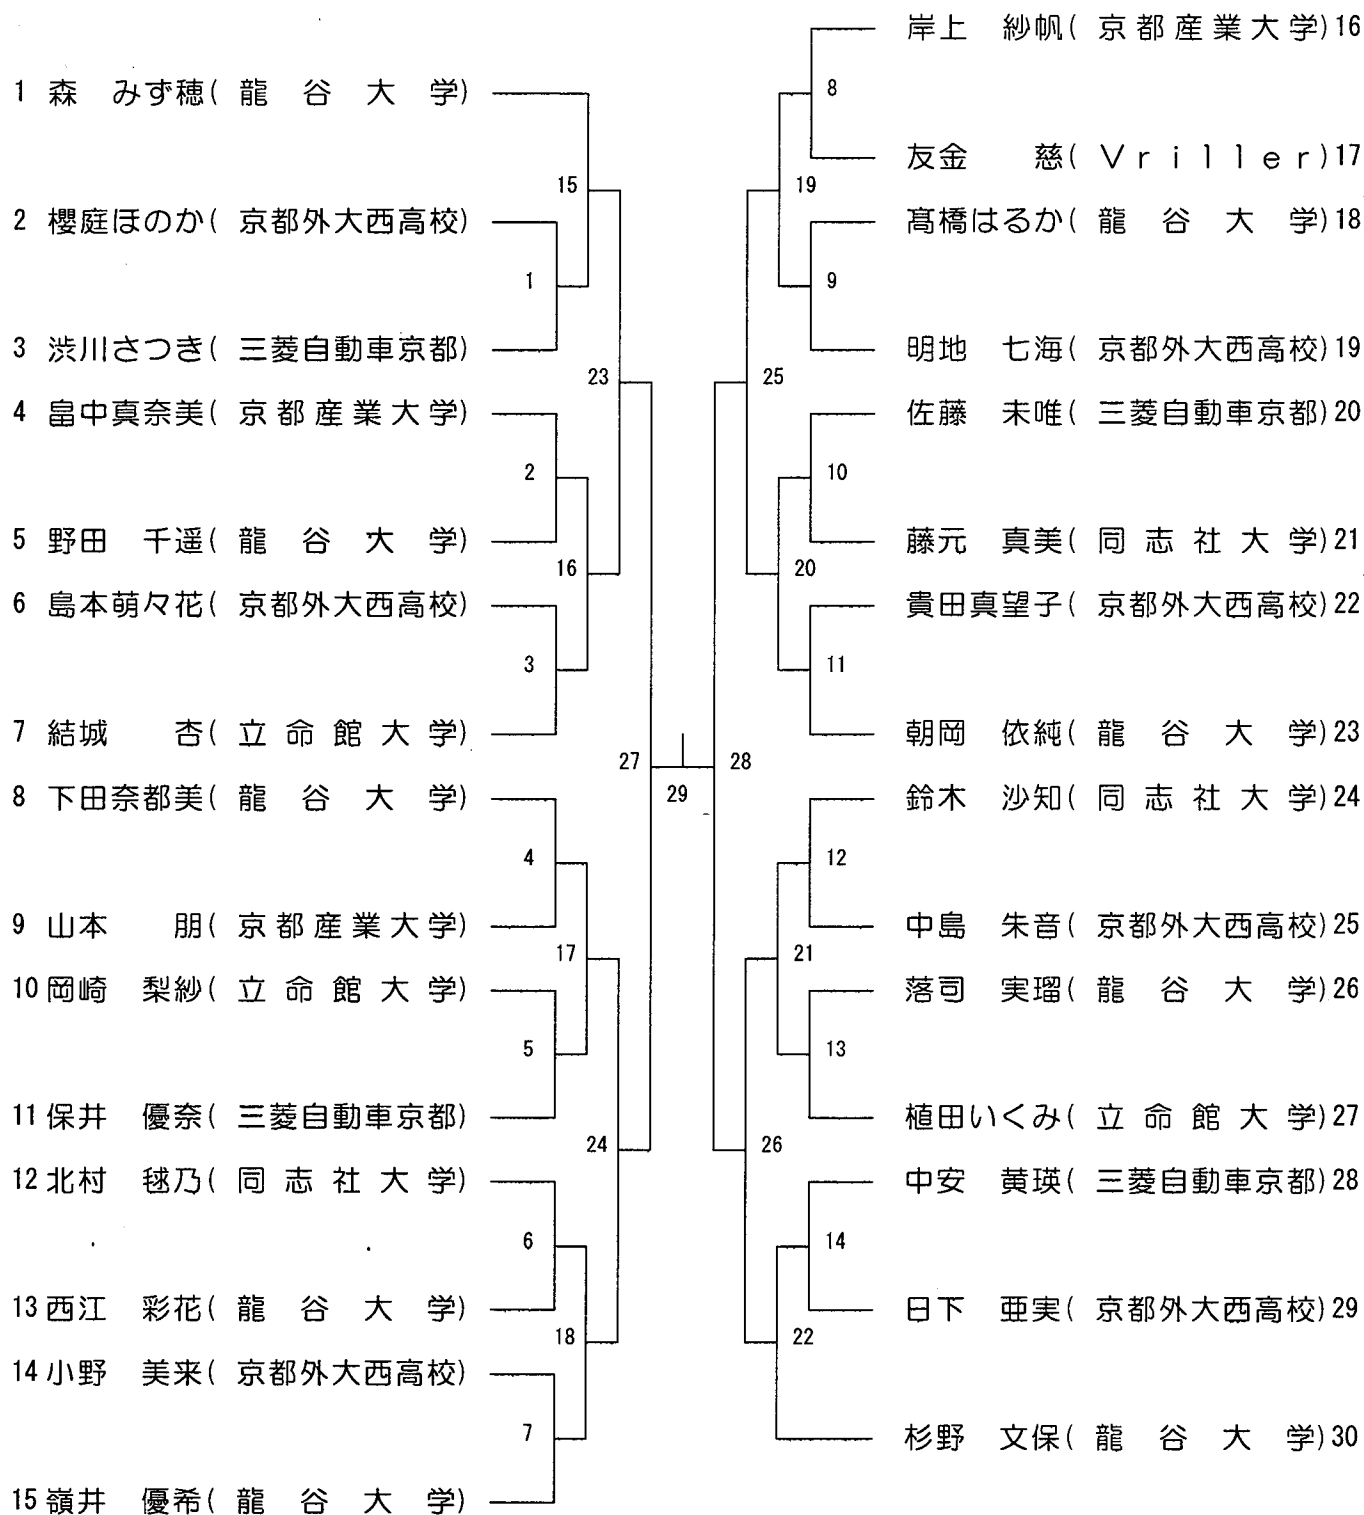 1 森 みず穂( 龍谷大学)
15
2 櫻庭ほのか( 京都外大西高校)
1
3 渋川さつき( 三菱自動車京都)
23
4 畠中真奈美( 京都産業大学)
2
5 野田 千遥( 龍谷大学)
16
6 島本萌々花( 京都外大西高校)
3
7 結城 杏( 立命館大学)
27
29
8 下田奈都美( 龍谷大学)
4
9 山本 朋( 京都産業大学)
17
10 岡崎 梨紗( 立命館大学)
5
11 保井 優奈( 三菱自動車京都)
24
12 北村 毬乃( 同志社大学)
6
13 西江 彩花( 龍谷大学)
18
14 小野 美来( 京都外大西高校)
7
15 嶺井 優希( 龍谷大学)
岸上 紗帆( 京都産業大学)16
8
友金 慈( Vriller)17
19
髙橋はるか( 龍谷大学)18
9
明地 七海( 京都外大西高校)19
25
佐藤 未唯( 三菱自動車京都)20
10
藤元 真美( 同志社大学)21
20
貴田真望子( 京都外大西高校)22
11
朝岡 依純( 龍谷大学)23
28
鈴木 沙知( 同志社大学)24
12
中島 朱音( 京都外大西高校)25
21
落司 実瑠( 龍谷大学)26
13
植田いくみ( 立命館大学)27
26
中安 黄瑛( 三菱自動車京都)28
14
日下 亜実( 京都外大西高校)29
22
杉野 文保( 龍谷大学)30